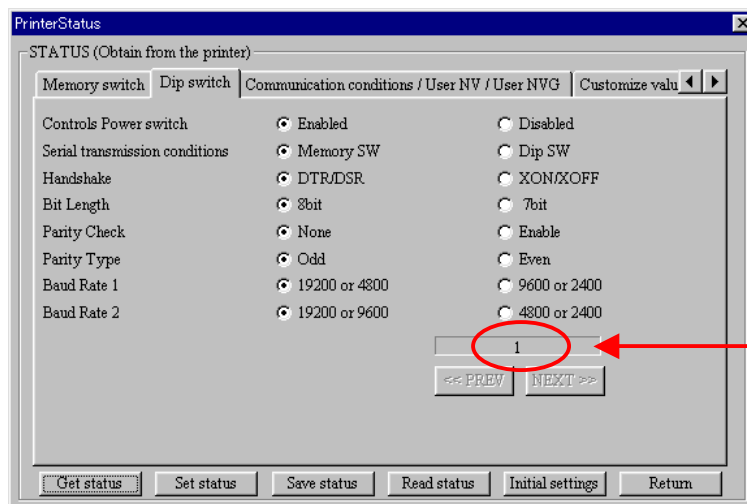 PrinterStatus
STATUS (Obtain from the printer)
Memory switch Dip switch Communication conditions / User NV / User NVG Customize valu
Controls Power switch Enabled Disabled
Serial transmission conditions Memory SW Dip SW
Handshake DTR/DSR XON/XOFF
Bit Length 8bit 7bit
Parity Check None Enable
Parity Type Odd Even
Baud Rate 1 19200 or 4800 9600 or 2400
Baud Rate 2 19200 or 9600 4800 or 2400
1
<< PREV NEXT >>
Get status Set status Save status Read status Initial settings Return